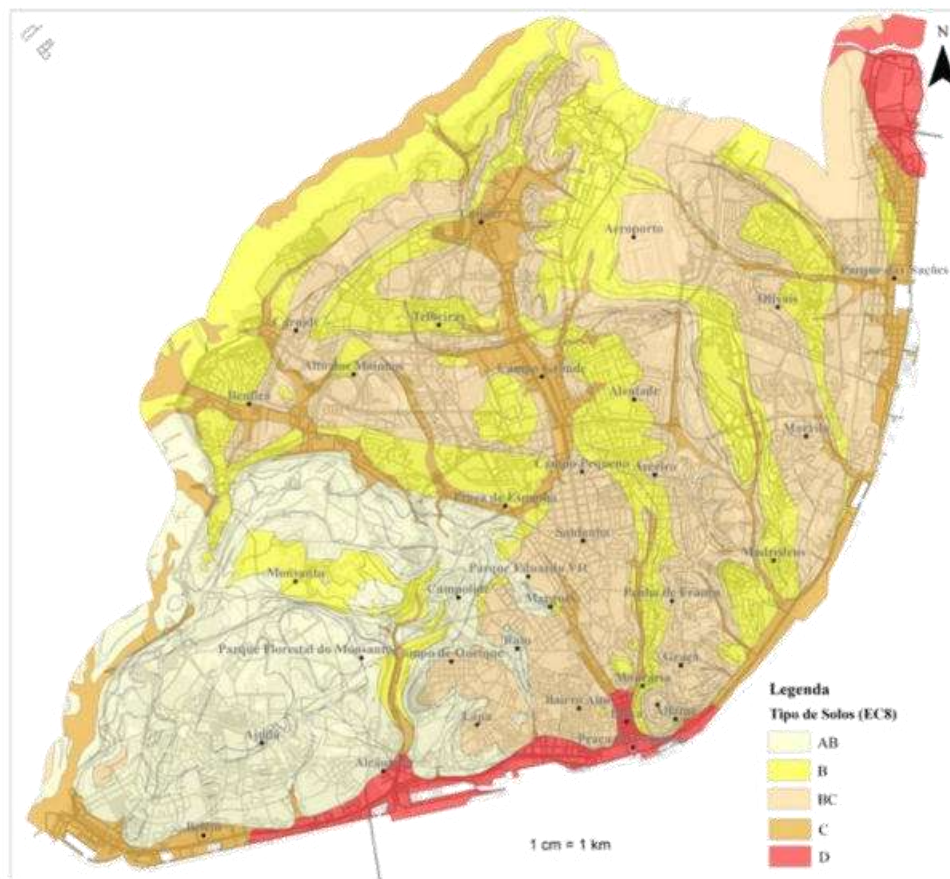 N
Aeroporto
Parque das Nações
Olivais
Telheiras
Carnide
Alto dos Moinhos
Campo Grande
Benfica
Alvalade
Marvila
Campo Pequeno
Areeiro
Praça de Espanha
Saldanha
Madredeus
Parque Eduardo VII
Monsanto
Campolide
Marquês
Penha de França
Rato
Parque Florestal do Monsanto
Campo de Ourique
Graça
Mouraria
Bairro Alto
Alfama
Lapa
Baixa
Ajuda
Praça
Alcântara
Belém
Legenda
Tipo de Solos (EC8)
AB
B
BC
C
D
1 cm = 1 km